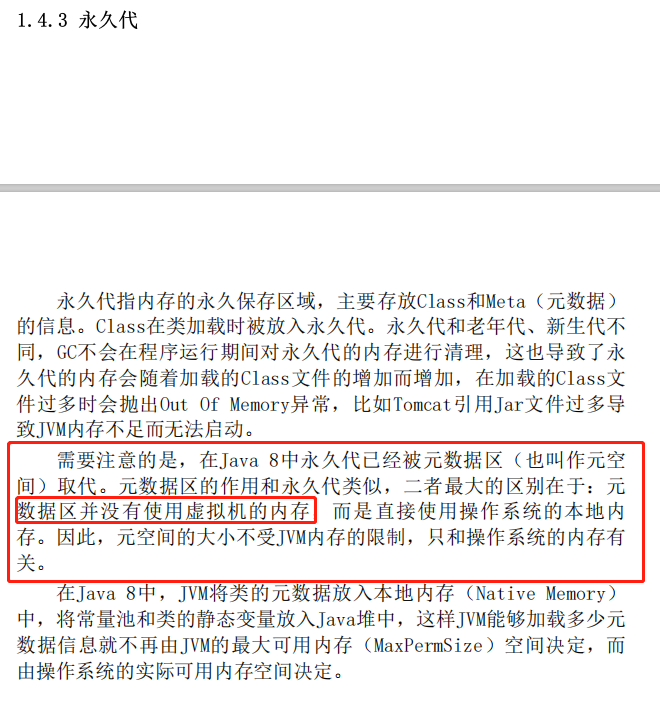 1.4.3 永久代
永久代指内存的永久保存区域，主要存放Class和Meta（元数据）
的信息。Class在类加载时被放入永久代。永久代和老年代、新生代不
同，GC不会在程序运行期间对永久代的内存进行清理，这也导致了永
久代的内存会随着加载的Class文件的增加而增加，在加载的Class文
件过多时会抛出Out Of Memory异常，比如Tomcat引用Jar文件过多导
致JVM内存不足而无法启动。
需要注意的是，在Java 8中永久代已经被元数据区（也叫作元空
间）取代。元数据区的作用和永久代类似，二者最大的区别在于：元
数据区并没有使用虚拟机的内存 而是直接使用操作系统的本地内
存。因此，元空间的大小不受JVM内存的限制，只和操作系统的内存有
关。
在Java 8中，JVM将类的元数据放入本地内存（Native Memory）
中，将常量池和类的静态变量放入Java堆中，这样JVM能够加载多少元
数据信息就不再由JVM的最大可用内存（MaxPermSize）空间决定，而
由操作系统的实际可用内存空间决定。